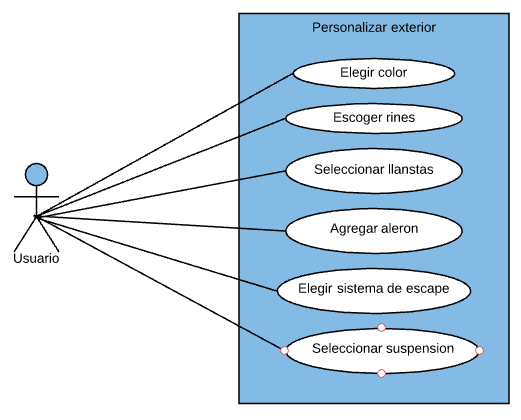 Personalizar exterior
Elegir color
Escoger rines
Seleccionar llanstas
Agregar aleron
Elegir sistema de escape
Seleccionar suspension
Usuario